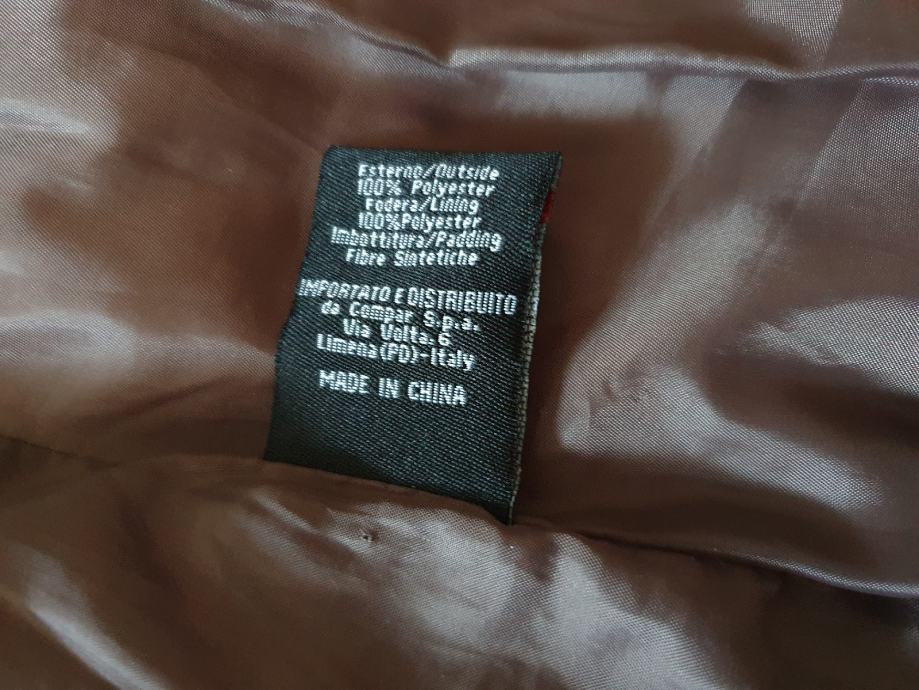 Esterno/Outside
100% Polyester
Fodera/Lining
100%Polyester
Imbottitura/Padding
Fibre Sintetiche
IMPORTATO E DISTRIBUITO
da Compar S.p.a.
Via Volta.6
Limena(PD)-Italy
MADE IN CHINA